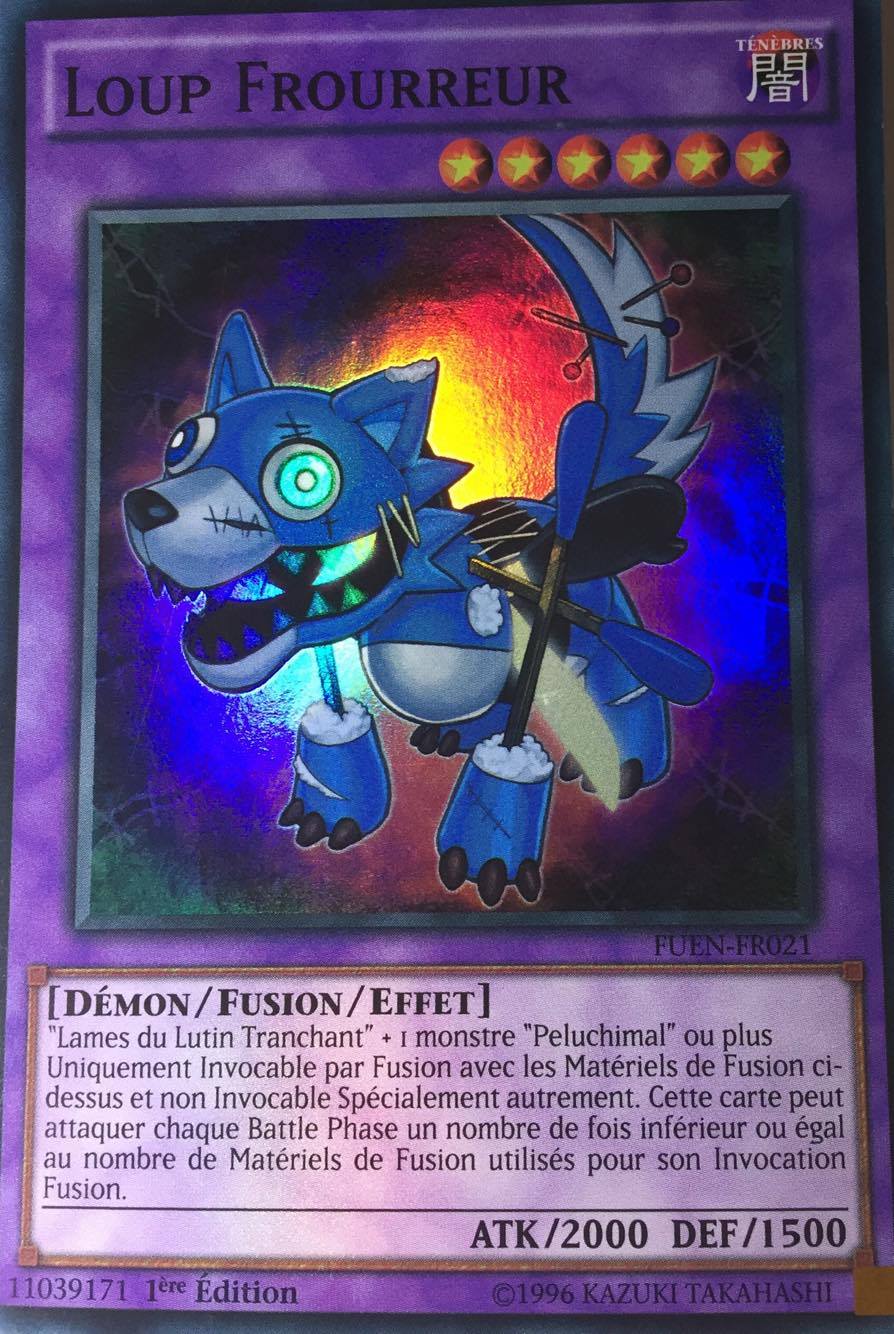 TÉNÈBRES
LOUP FROURREUR
闇
FUEN-FR021
[DÉMON/FUSION/EFFET]
"Lames du Lutin Tranchant" + 1 monstre "Peluchimal" ou plus
Uniquement Invocable par Fusion avec les Matériels de Fusion ci-
dessus et non Invocable Spécialement autrement. Cette carte peut
attaquer chaque Battle Phase un nombre de fois inférieur ou égal
au nombre de Matériels de Fusion utilisés pour son Invocation
Fusion.
ATK/2000 DEF/1500
11039171 1ère Édition ©1996 KAZUKI TAKAHASHI